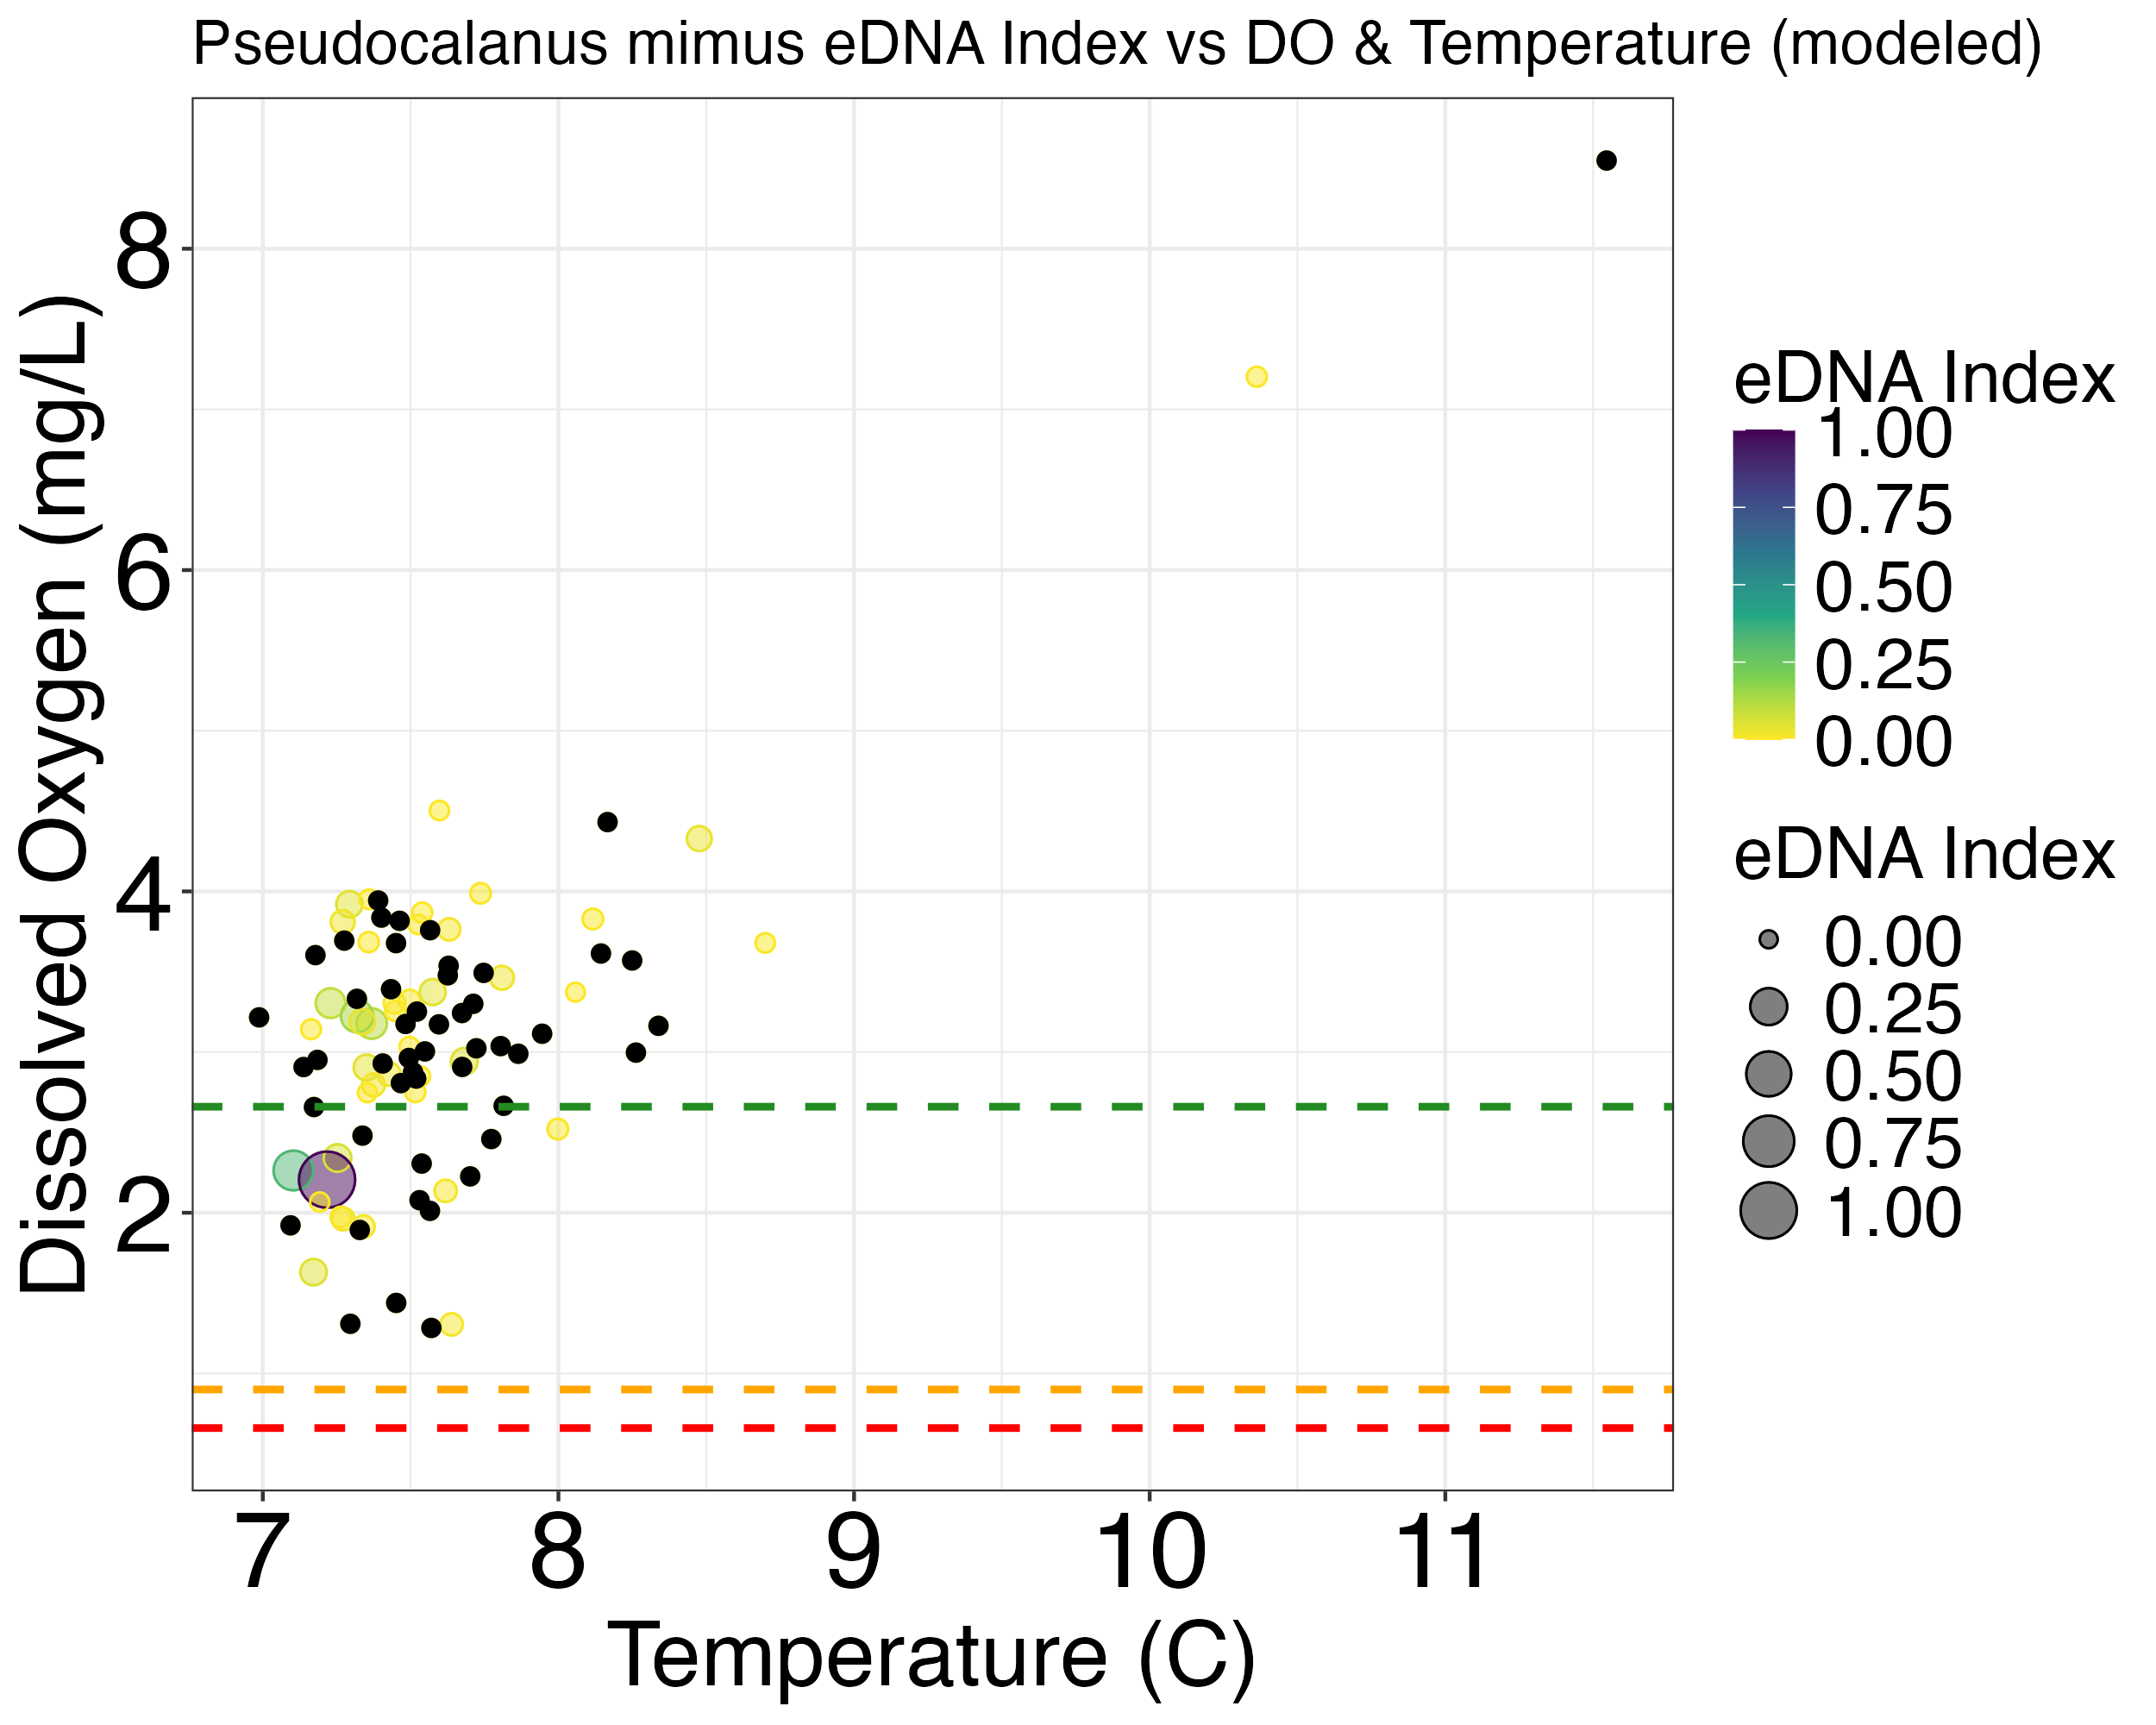 Pseudocalanus mimus eDNA Index vs DO & Temperature (modeled)
Dissolved Oxygen (mg/L)
8
6
4
2
7 8 9 10 11
Temperature (C)
eDNA Index
1.00
0.75
0.50
0.25
0.00
eDNA Index
0.00
0.25
0.50
0.75
1.00